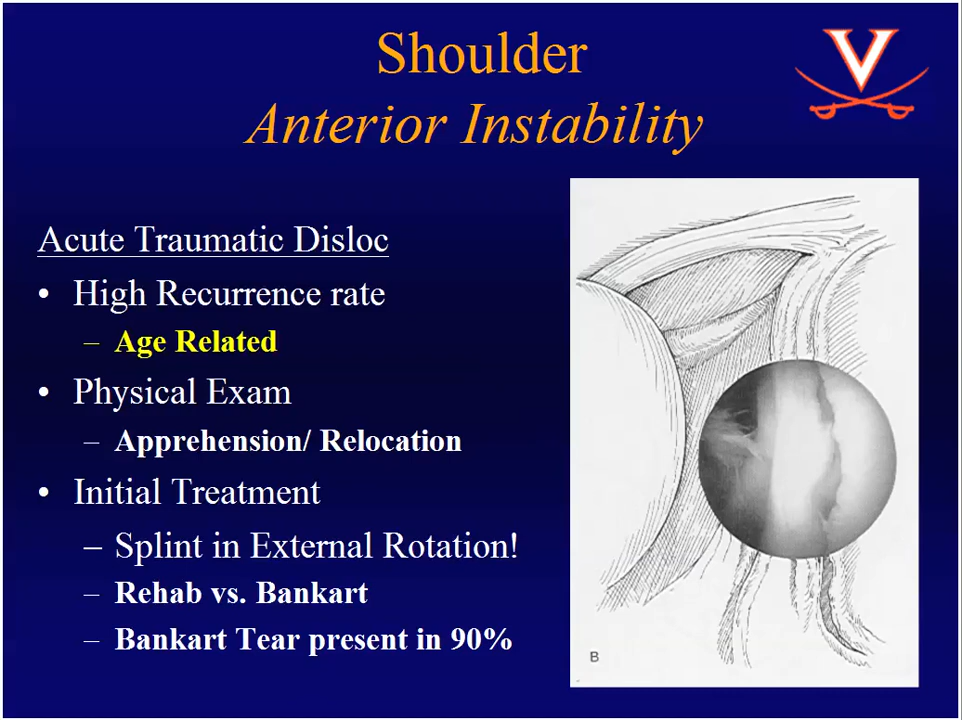 Shoulder
Anterior Instability
Acute Traumatic Disloc
• High Recurrence rate
– Age Related
• Physical Exam
– Apprehension/ Relocation
• Initial Treatment
– Splint in External Rotation!
– Rehab vs. Bankart
– Bankart Tear present in 90%
V
B